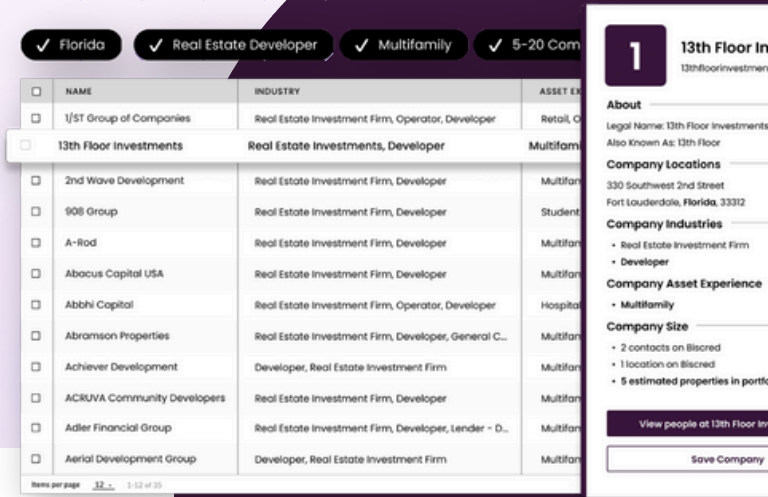 Florida
Real Estate Developer
Multifamily
5-20 Com
NAME INDUSTRY ASSET EX
1/ST Group of Companies Real Estate Investment Firm, Operator, Developer Retail, O
13th Floor Investments Real Estate Investments, Developer Multifami
2nd Wave Development Real Estate Investment Firm, Developer Multifam
908 Group Real Estate Investment Firm, Developer Student
A-Rod Real Estate Investment Firm, Developer Multifam
Abacus Capital USA Real Estate Investment Firm, Developer Multifam
Abbhi Capital Real Estate Investment Firm, Operator, Developer Hospital
Abramson Properties Real Estate Investment Firm, Developer, General C... Multifam
Achiever Development Developer, Real Estate Investment Firm Multifam
ACRUVA Community Developers Real Estate Investment Firm, Developer Multifam
Adler Financial Group Real Estate Investment Firm, Developer, Lender - D... Multifam
Aerial Development Group Developer, Real Estate Investment Firm Multifam
Items per page 12 1-12 of 35
1
13th Floor In
13thfloorinvestmen
About
Legal Name: 13th Floor Investments
Also Known As: 13th Floor
Company Locations
330 Southwest 2nd Street
Fort Lauderdale, Florida, 33312
Company Industries
• Real Estate Investment Firm
• Developer
Company Asset Experience
• Multifamily
Company Size
• 2 contacts on Biscred
• 1 location on Biscred
• 5 estimated properties in portfo
View people at 13th Floor Inv
Save Company